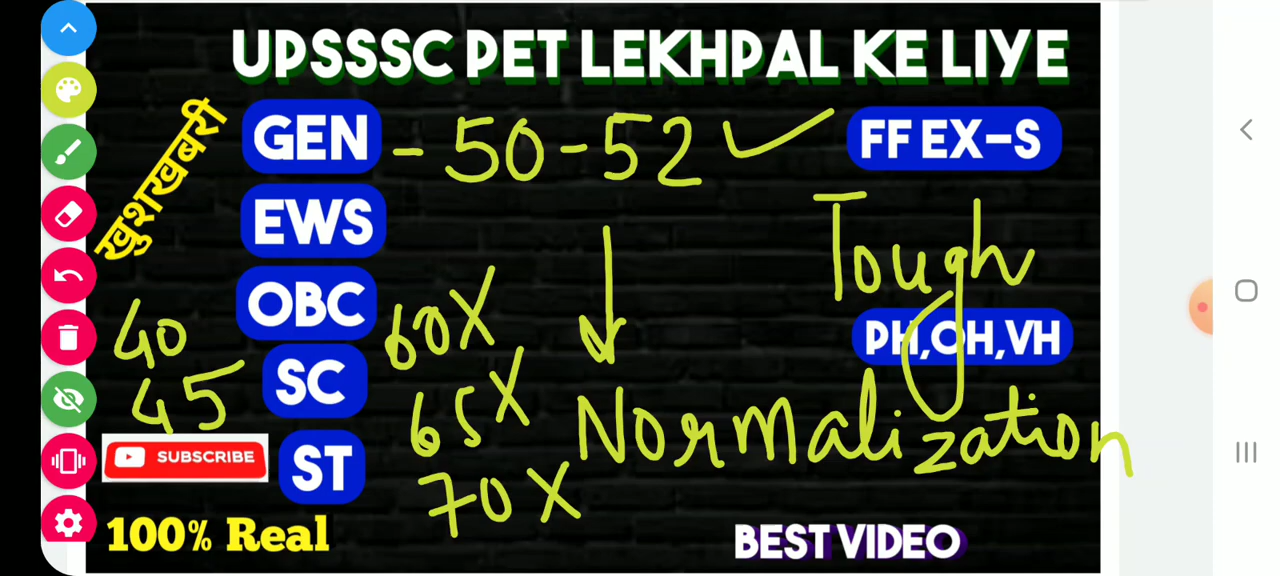 UPSSSC PET LEKHPAL KE LIYE
खुशखबरी
GEN - 50-52 FF EX-S
EWS
Tough
OBC 60X
PH,OH,VH
40
SC 65X
45
Normalization
SUBSCRIBE
ST 70X
100% Real
BEST VIDEO